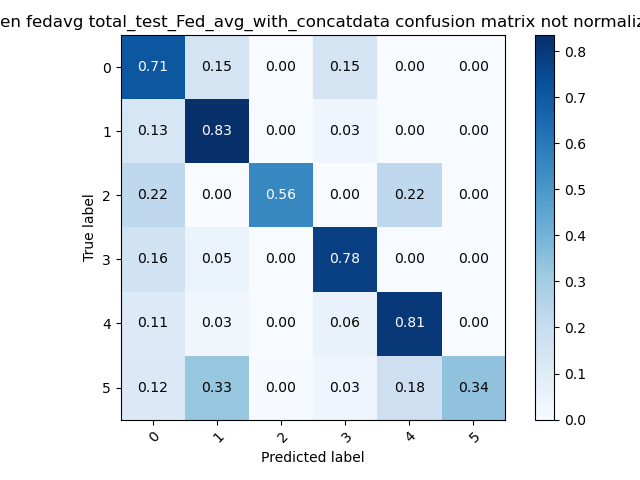 en fedavg total_test_Fed_avg_with_concatdata confusion matrix not normaliz
0 0.71 0.15 0.00 0.15 0.00 0.00
1 0.13 0.83 0.00 0.03 0.00 0.00
2 0.22 0.00 0.56 0.00 0.22 0.00
3 0.16 0.05 0.00 0.78 0.00 0.00
4 0.11 0.03 0.00 0.06 0.81 0.00
5 0.12 0.33 0.00 0.03 0.18 0.34
0 1 2 3 4 5
Predicted label
True label
0.8
0.7
0.6
0.5
0.4
0.3
0.2
0.1
0.0